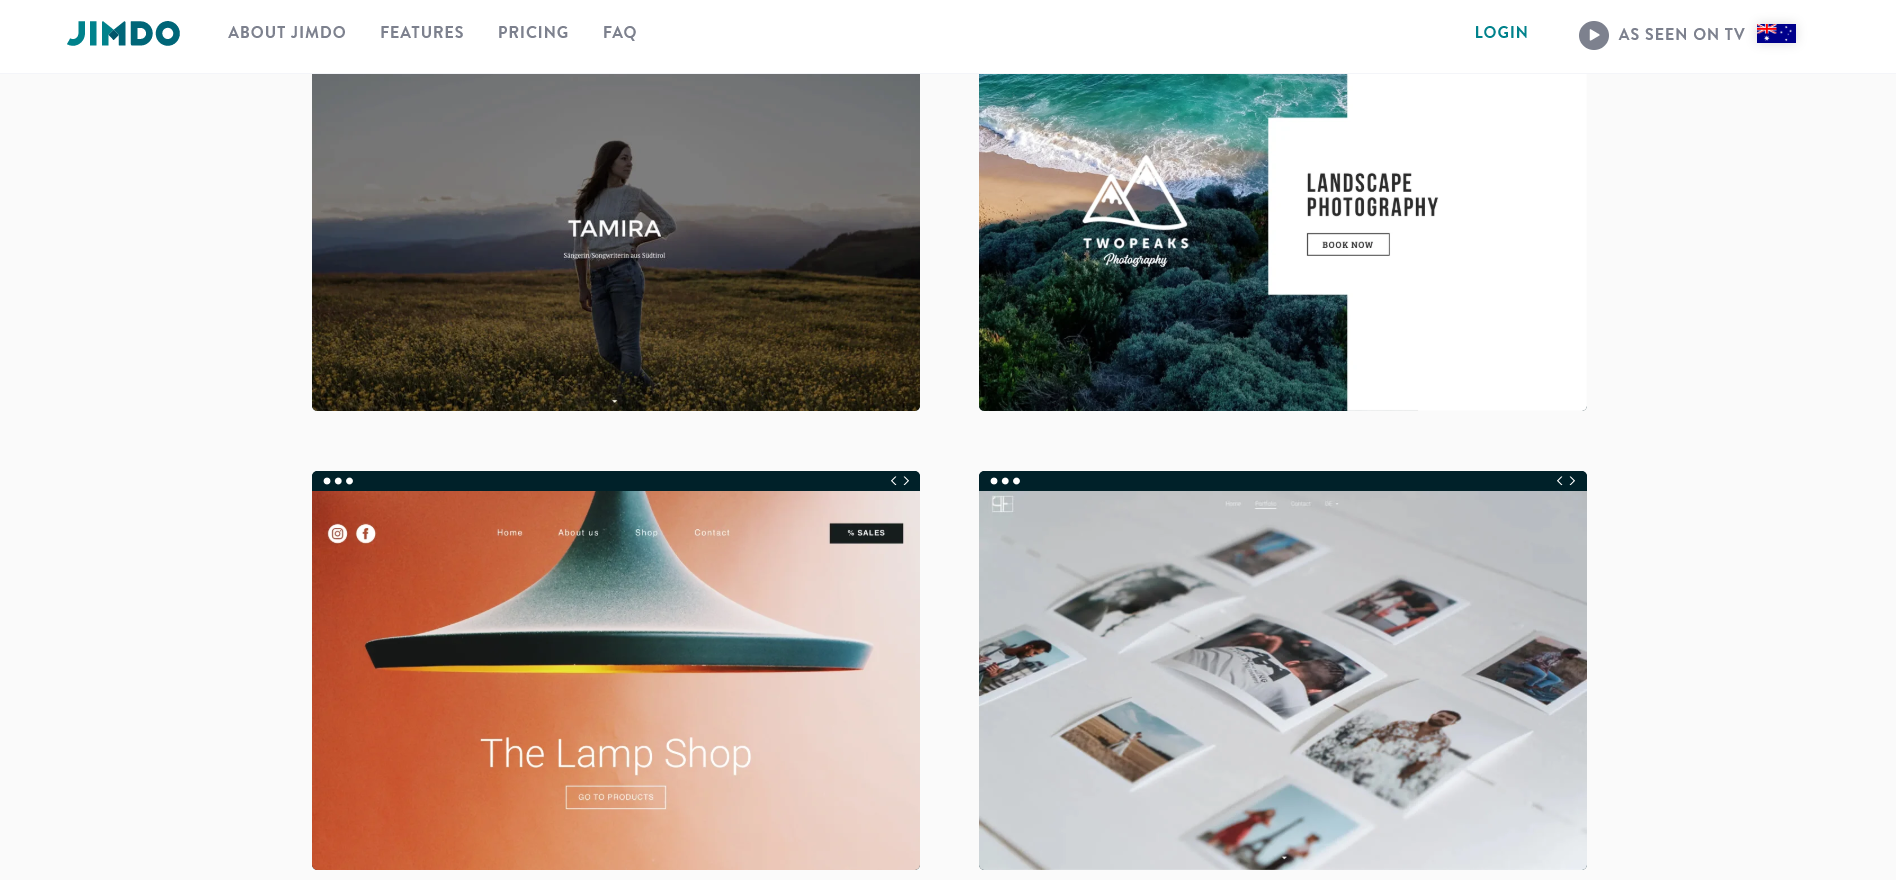 JIMDO
ABOUT JIMDO
FEATURES
PRICING
FAQ
LOGIN
AS SEEN ON TV
TAMIRA
Sängerin/Songwriterin aus Südtirol
TWOPEAKS
Photography
LANDSCAPE
PHOTOGRAPHY
BOOK NOW
Home
About us
Shop
Contact
% SALES
The Lamp Shop
GO TO PRODUCTS
Home
Portfolio
Contact